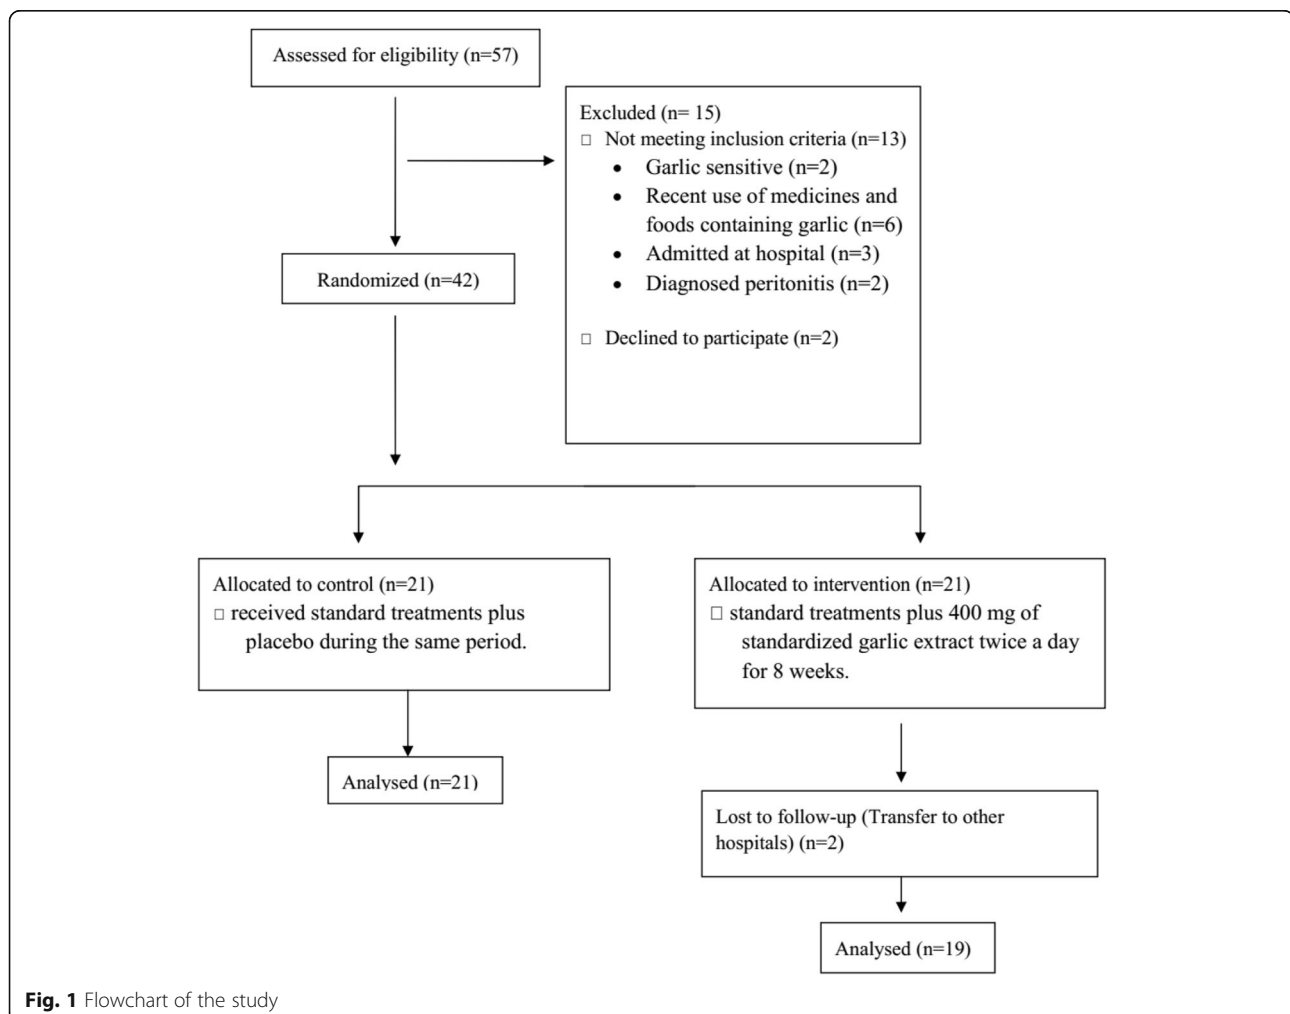 Assessed for eligibility (n=57)
Excluded (n= 15)
□ Not meeting inclusion criteria (n=13)
• Garlic sensitive (n=2)
• Recent use of medicines and
foods containing garlic (n=6)
• Admitted at hospital (n=3)
• Diagnosed peritonitis (n=2)
□ Declined to participate (n=2)
Randomized (n=42)
Allocated to control (n=21)
□ received standard treatments plus
placebo during the same period.
Analysed (n=21)
Allocated to intervention (n=21)
□ standard treatments plus 400 mg of
standardized garlic extract twice a day
for 8 weeks.
Lost to follow-up (Transfer to other
hospitals) (n=2)
Analysed (n=19)
Fig. 1 Flowchart of the study